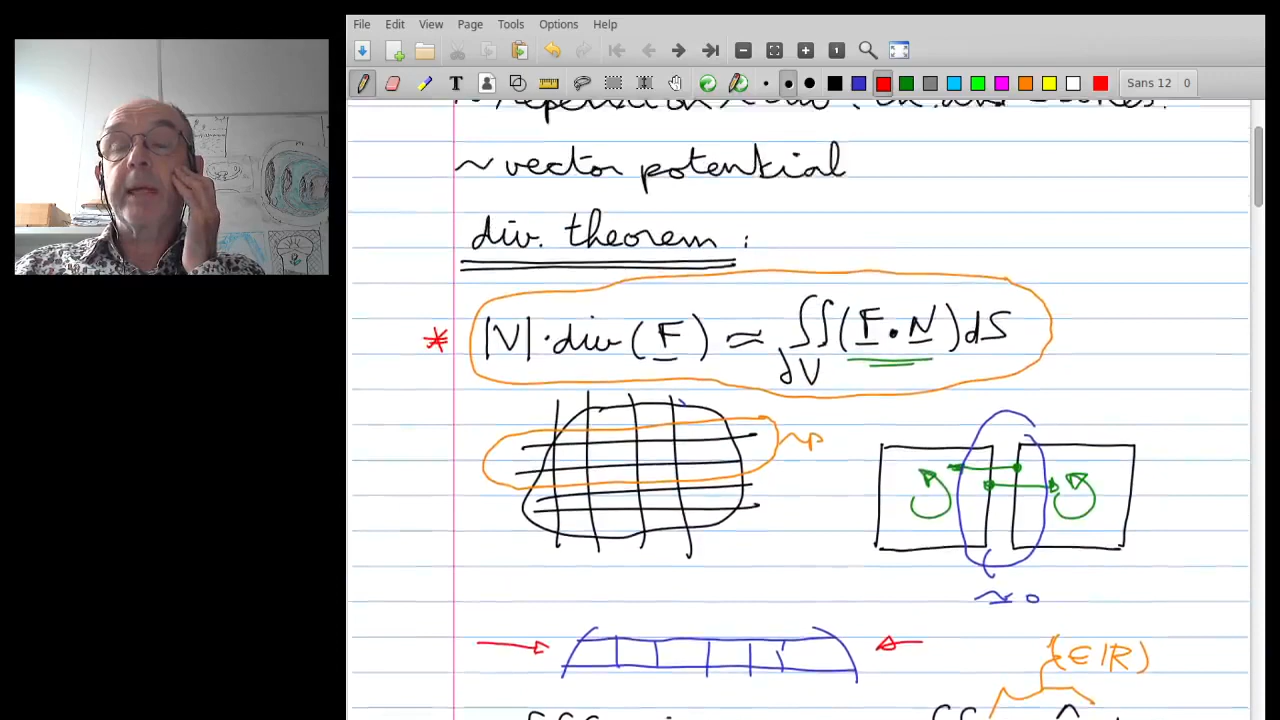 File Edit View Page Tools Options Help
Sans 12 0
~ vector potential
div. theorem :
* |V|·div(F) ≈ ∬∂V (F•N)dS
~
≈ 0
(∈ ℝ)